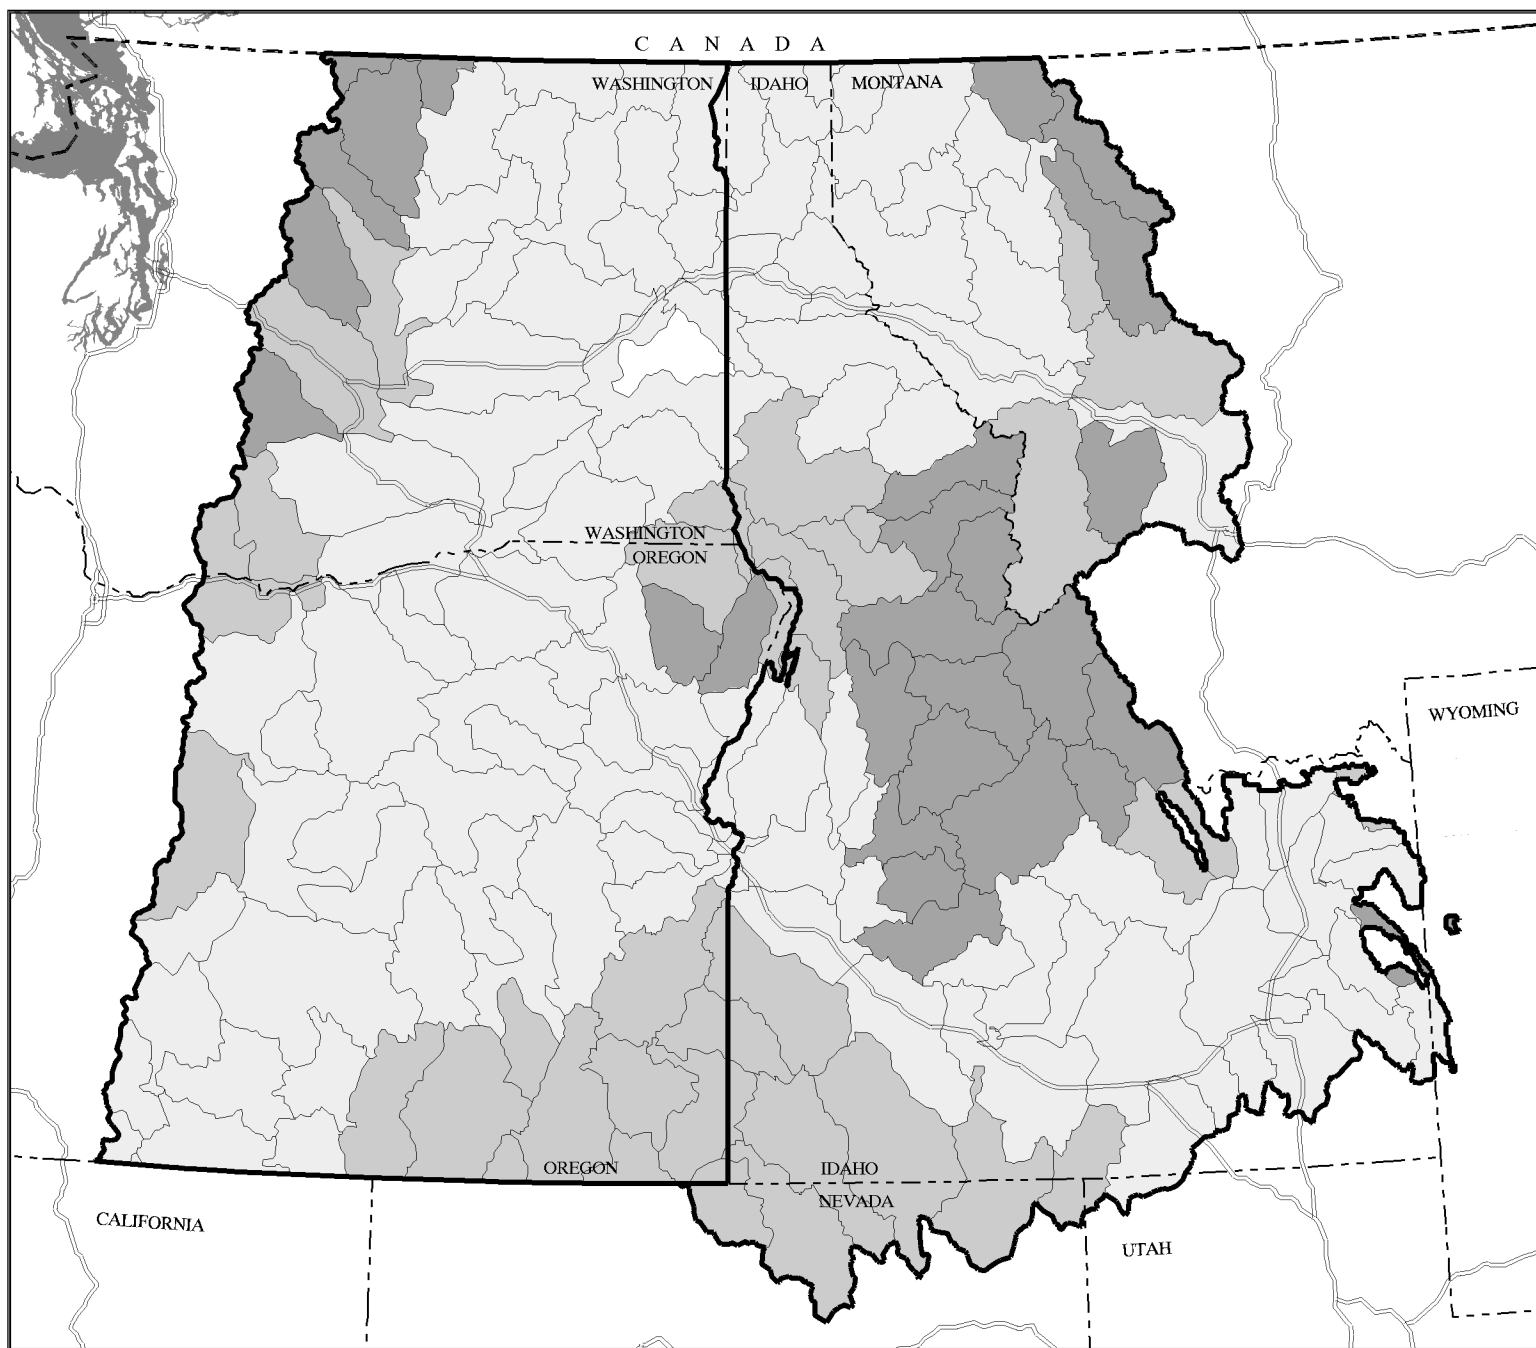 C A N A D A
WASHINGTON
IDAHO
MONTANA
WASHINGTON
OREGON
WYOMING
OREGON
IDAHO
NEVADA
CALIFORNIA
UTAH